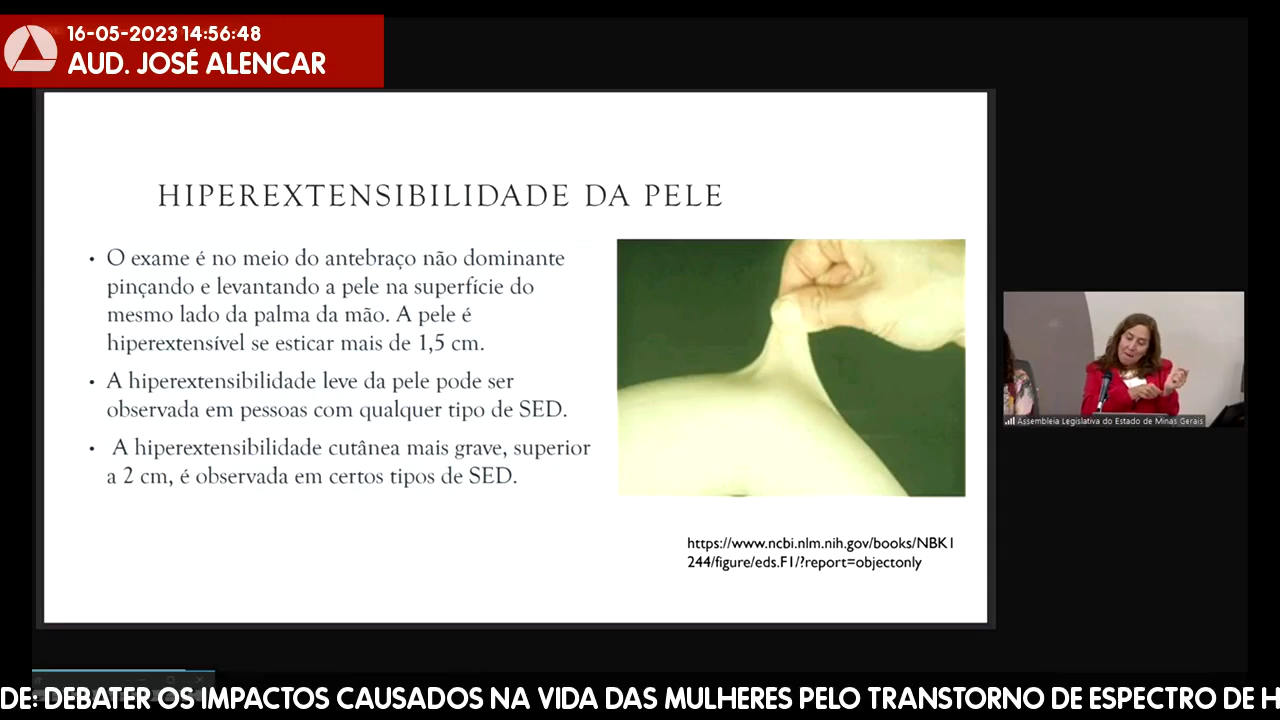 16-05-2023 14:56:48
AUD. JOSÉ ALENCAR
HIPEREXTENSIBILIDADE DA PELE
• O exame é no meio do antebraço não dominante
pinçando e levantando a pele na superfície do
mesmo lado da palma da mão. A pele é
hiperextensível se esticar mais de 1,5 cm.
• A hiperextensibilidade leve da pele pode ser
observada em pessoas com qualquer tipo de SED.
• A hiperextensibilidade cutânea mais grave, superior
a 2 cm, é observada em certos tipos de SED.
https://www.ncbi.nlm.nih.gov/books/NBK1
244/figure/eds.F1/?report=objectonly
Assembleia Legislativa do Estado de Minas Gerais
DE: DEBATER OS IMPACTOS CAUSADOS NA VIDA DAS MULHERES PELO TRANSTORNO DE ESPECTRO DE H